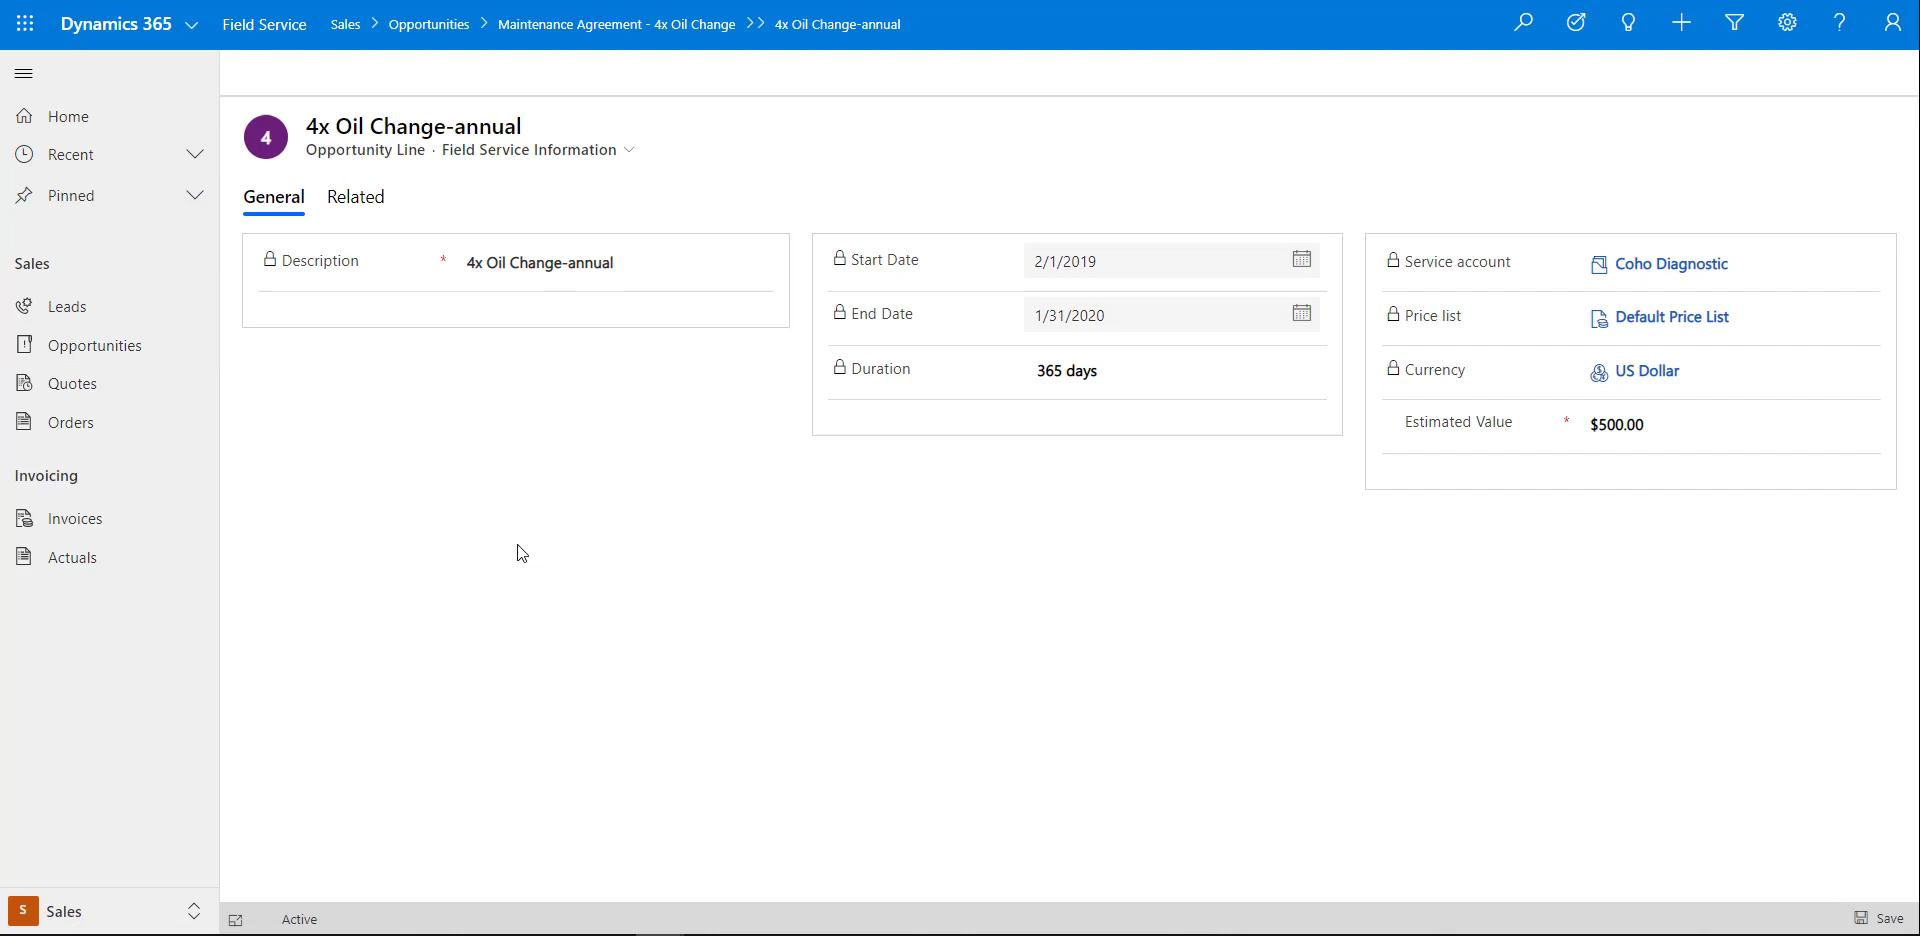 Dynamics 365 Field Service Sales > Opportunities > Maintenance Agreement - 4x Oil Change >> 4x Oil Change-annual
Home
Recent
Pinned
Sales
Leads
Opportunities
Quotes
Orders
Invoicing
Invoices
Actuals
S Sales
4
4x Oil Change-annual
Opportunity Line · Field Service Information
General Related
Description * 4x Oil Change-annual
Start Date 2/1/2019
End Date 1/31/2020
Duration 365 days
Service account Coho Diagnostic
Price list Default Price List
Currency US Dollar
Estimated Value * $500.00
Active
Save